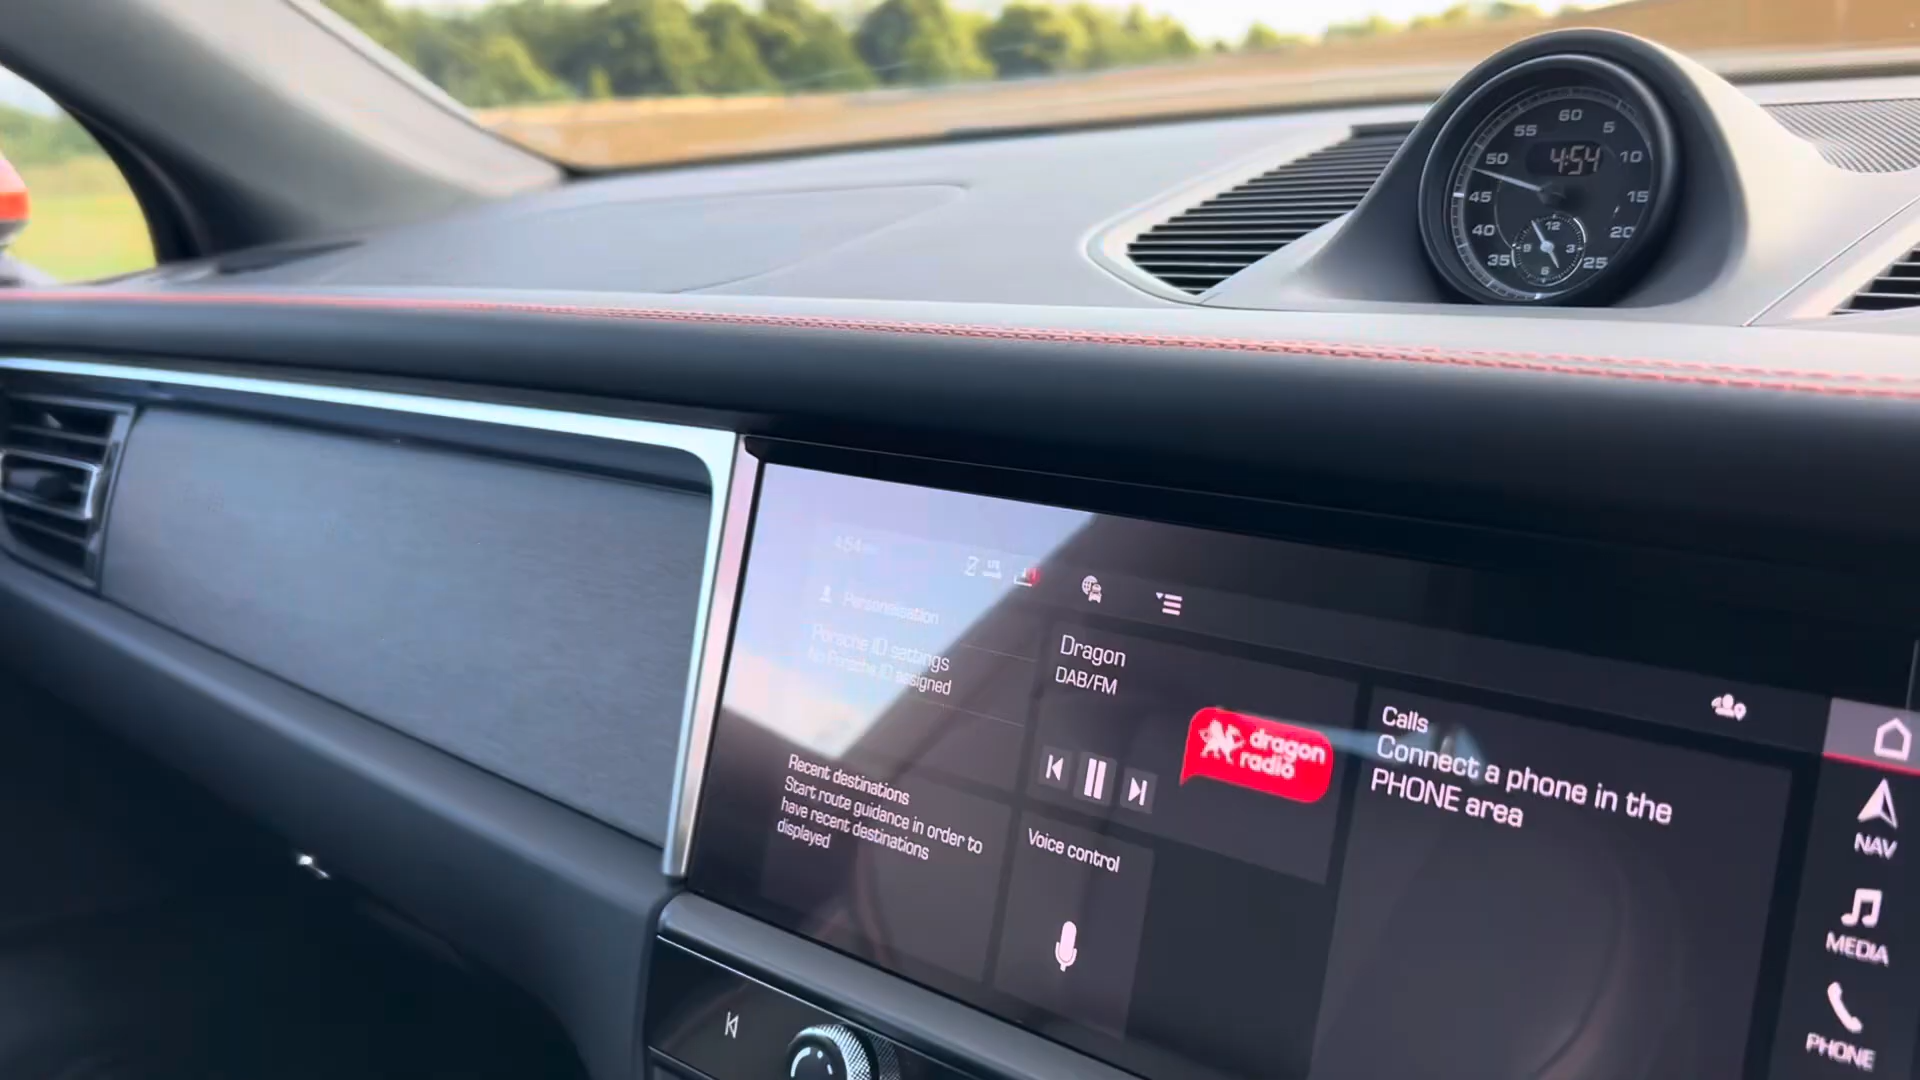 60
55
5
50
4:54
10
45
15
40
12
20
9
3
35
6
25
4:54
LTE
Personalisation
Porsche ID settings
No Porsche ID assigned
Dragon
DAB/FM
dragon
radio
Calls
Connect a phone in the
PHONE area
Recent destinations
Start route guidance in order to
have recent destinations
displayed
Voice control
NAV
MEDIA
PHONE